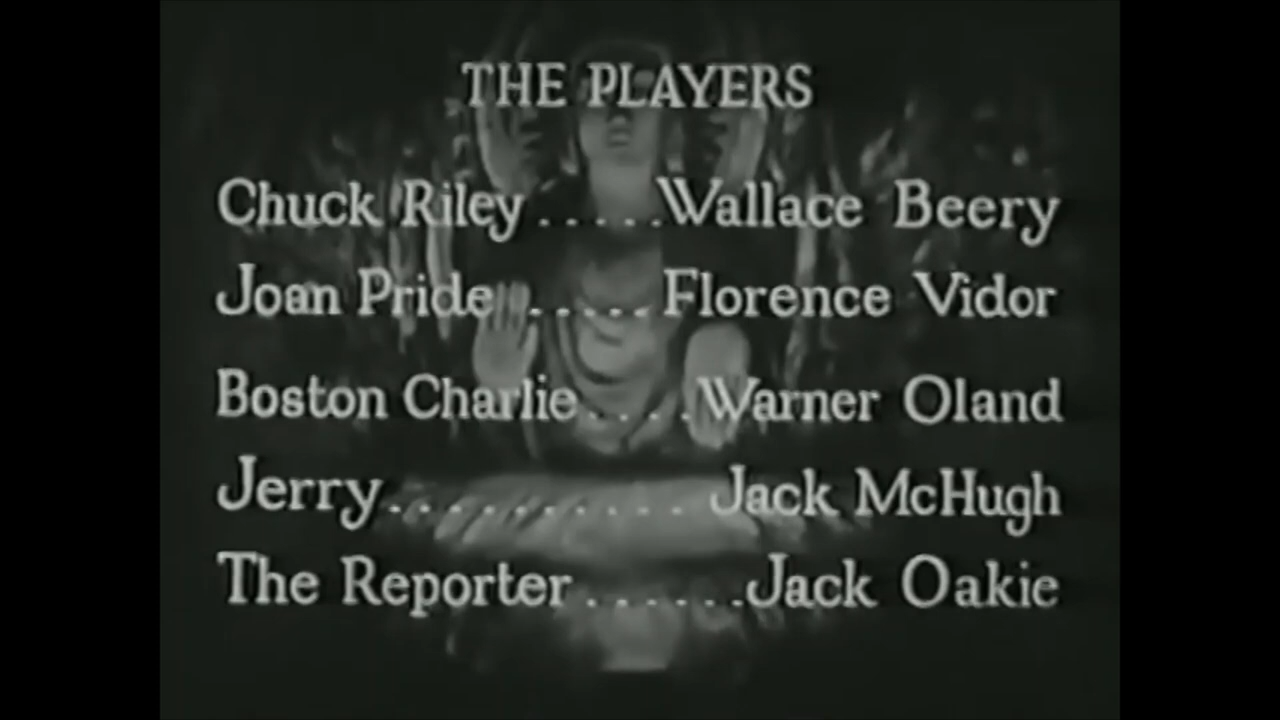 THE PLAYERS
Chuck Riley.....Wallace Beery
Joan Pride.....Florence Vidor
Boston Charlie....Warner Oland
Jerry..........Jack McHugh
The Reporter......Jack Oakie